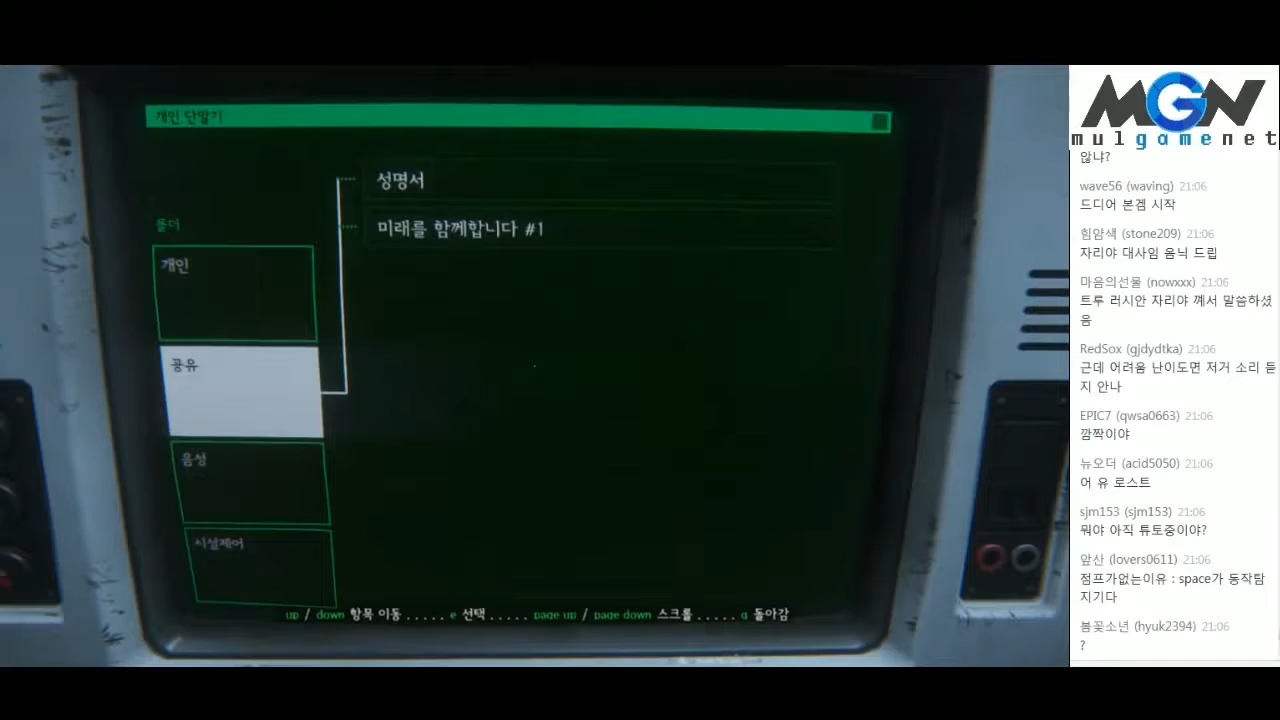 개인 단말기
폴더
개인
공유
음성
시설제어
성명서
미래를 함께합니다 #1
up / down 항목 이동 . . . . . e 선택 . . . . . page up / page down 스크롤 . . . . . q 돌아감
MGN
mulgamenet
않냐?
wave56 (waving) 21:06
드디어 본겜 시작
힘얌색 (stone209) 21:06
자리야 대사임 욤닉 드립
마음의선물 (nowxxx) 21:06
트루 러시안 자리야 쪄서 말씀하셨
음
RedSox (gjdydtka) 21:06
근데 어려움 난이도면 저거 소리 듣
지 안나
EPIC7 (qwsa0663) 21:06
깜짝이야
뉴오더 (acid5050) 21:06
어 유 로스트
sjm153 (sjm153) 21:06
뭐야 아직 튜토중이야?
앞산 (lovers0611) 21:06
점프가없는이유 : space가 동작탐
지기다
봄꽃소년 (hyuk2394) 21:06
?